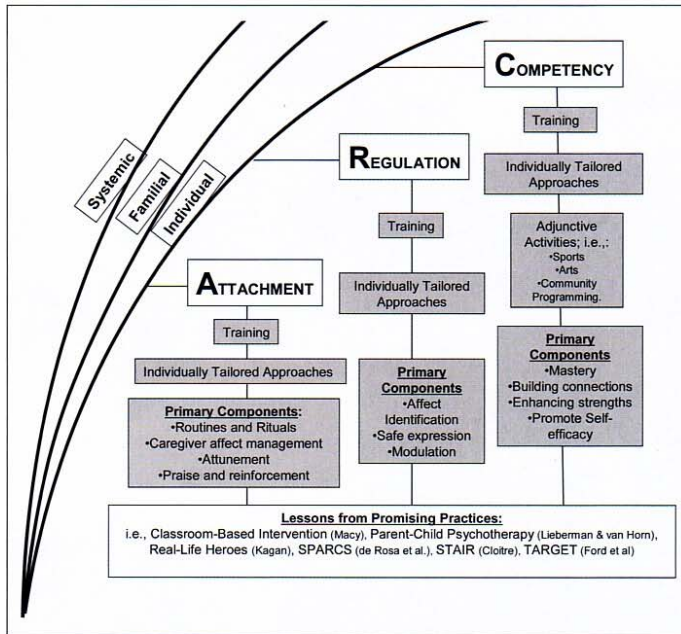 Systemic
Familial
Individual
ATTACHMENT
Training
Individually Tailored Approaches
Primary Components:
•Routines and Rituals
•Caregiver affect management
•Attunement
•Praise and reinforcement
REGULATION
Training
Individually Tailored
Approaches
Primary
Components
•Affect
Identification
•Safe expression
•Modulation
COMPETENCY
Training
Individually Tailored
Approaches
Adjunctive
Activities; i.e.,:
•Sports
•Arts
•Community
Programming.
Primary
Components
•Mastery
•Building connections
•Enhancing strengths
•Promote Self-
efficacy
Lessons from Promising Practices:
i.e., Classroom-Based Intervention (Macy), Parent-Child Psychotherapy (Lieberman & van Horn),
Real-Life Heroes (Kagan), SPARCS (de Rosa et al.), STAIR (Cloitre), TARGET (Ford et al)